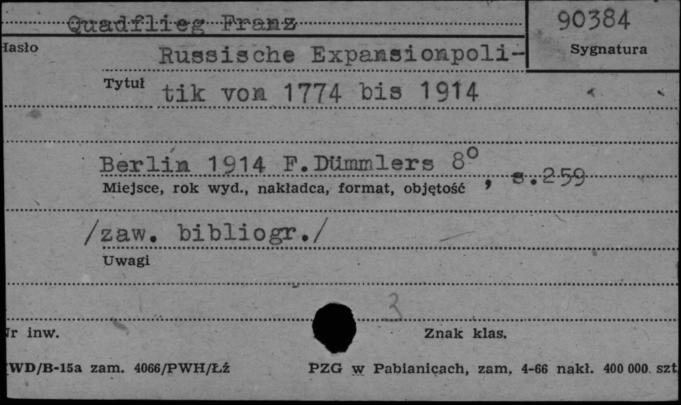 Quadflieg Franz
90384
Hasło
Sygnatura
Russische Expansionpoli-
Tytuł
tik von 1774 bis 1914
Berlin 1914 F.Dümmlers 8°, s.259
Miejsce, rok wyd., nakładca, format, objętość
/zaw. bibliogr./
Uwagi
3
Nr inw.
Znak klas.
WD/B-15a zam. 4066/PWH/Łź
PZG w Pabianicach, zam. 4-66 nakł. 400 000 szt